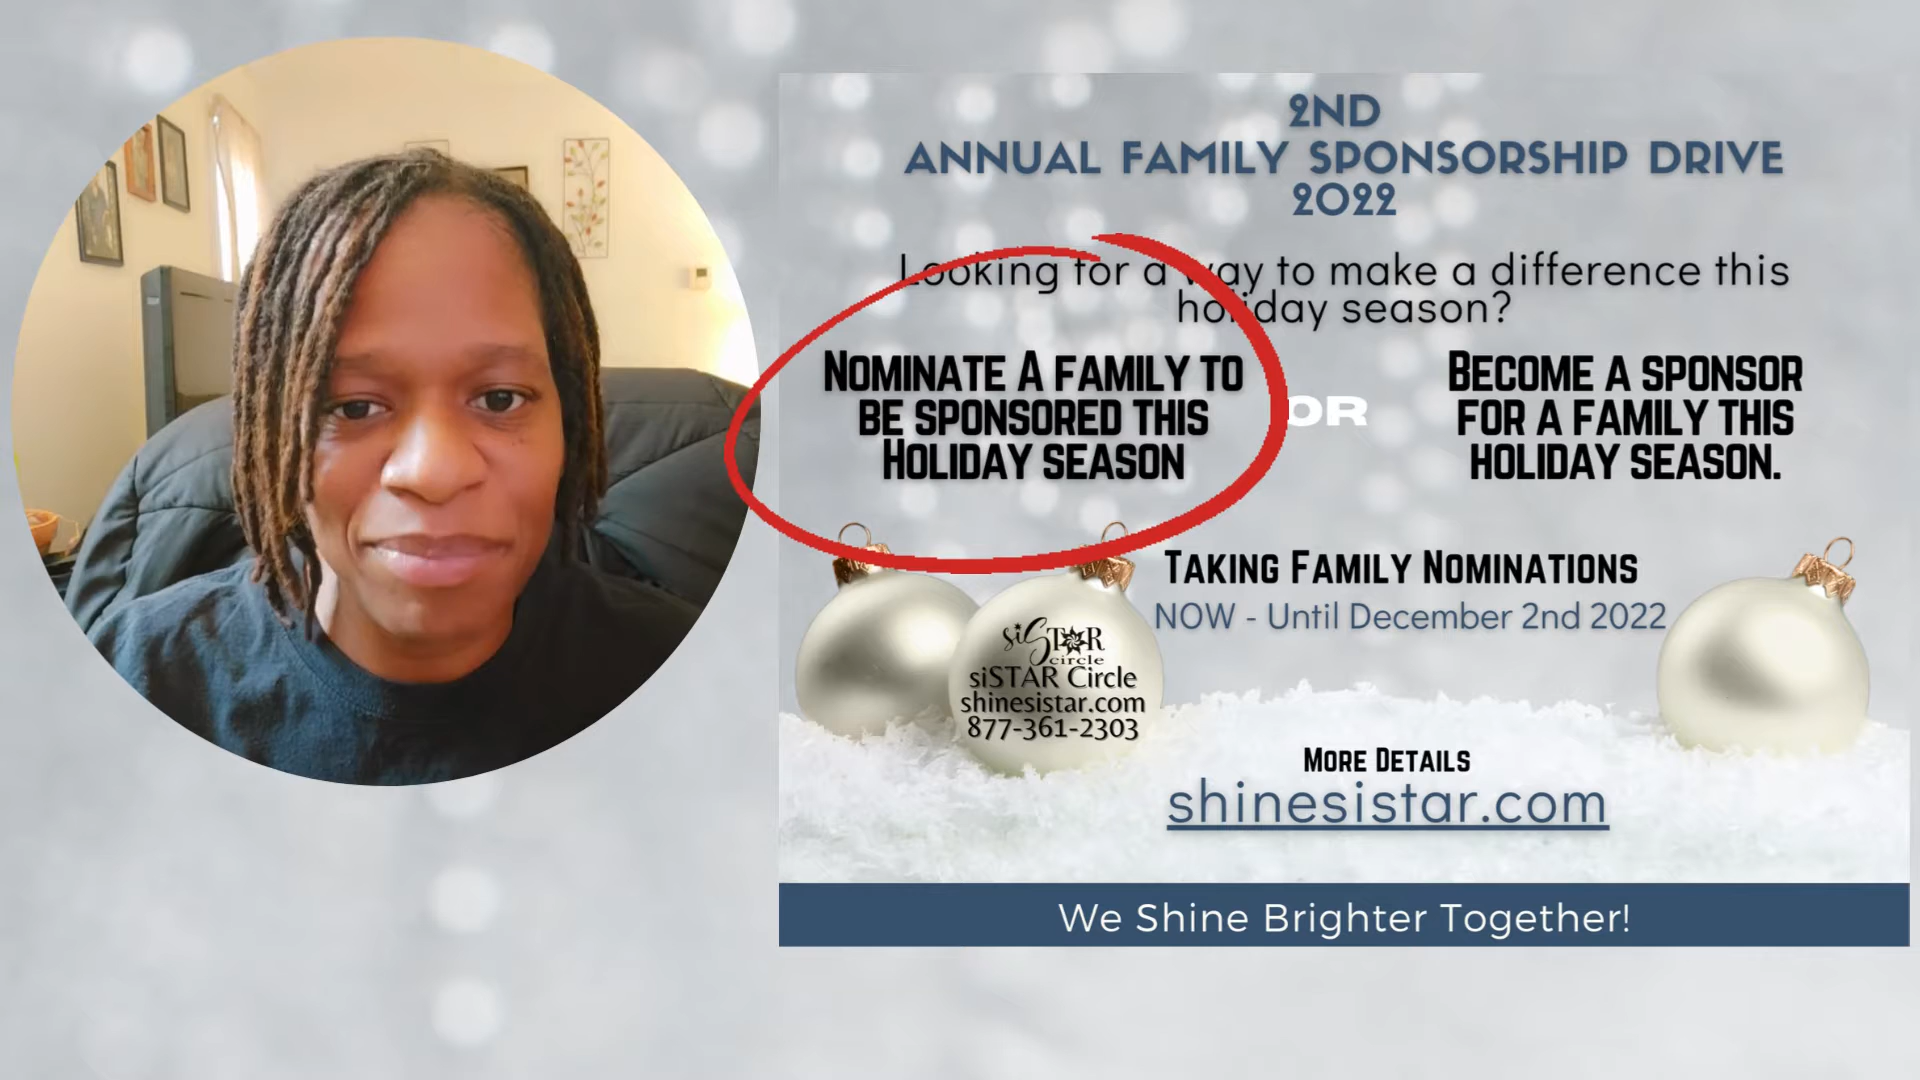 2ND
ANNUAL FAMILY SPONSORSHIP DRIVE
2022
Looking for a way to make a difference this
holiday season?
NOMINATE A FAMILY TO
BE SPONSORED THIS
HOLIDAY SEASON
OR
BECOME A SPONSOR
FOR A FAMILY THIS
HOLIDAY SEASON.
TAKING FAMILY NOMINATIONS
NOW - Until December 2nd 2022
siSTAR
circle
siSTAR Circle
shinesistar.com
877-361-2303
MORE DETAILS
shinesistar.com
We Shine Brighter Together!